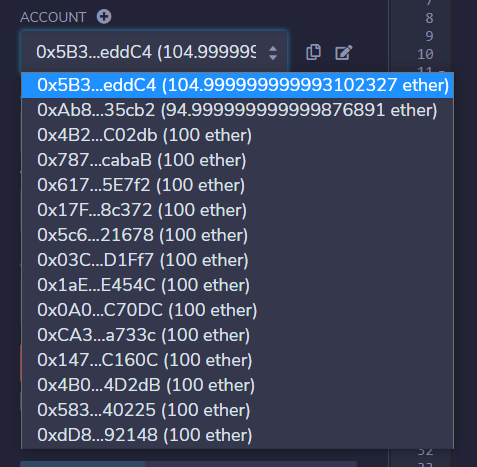 ACCOUNT
0x5B3...eddC4 (104.999999
0x5B3...eddC4 (104.999999999993102327 ether)
0xAb8...35cb2 (94.999999999999876891 ether)
0x4B2...C02db (100 ether)
0x787...cabaB (100 ether)
0x617...5E7f2 (100 ether)
0x17F...8c372 (100 ether)
0x5c6...21678 (100 ether)
0x03C...D1Ff7 (100 ether)
0x1aE...E454C (100 ether)
0x0A0...C70DC (100 ether)
0xCA3...a733c (100 ether)
0x147...C160C (100 ether)
0x4B0...4D2dB (100 ether)
0x583...40225 (100 ether)
0xdD8...92148 (100 ether)
8
9
10
32